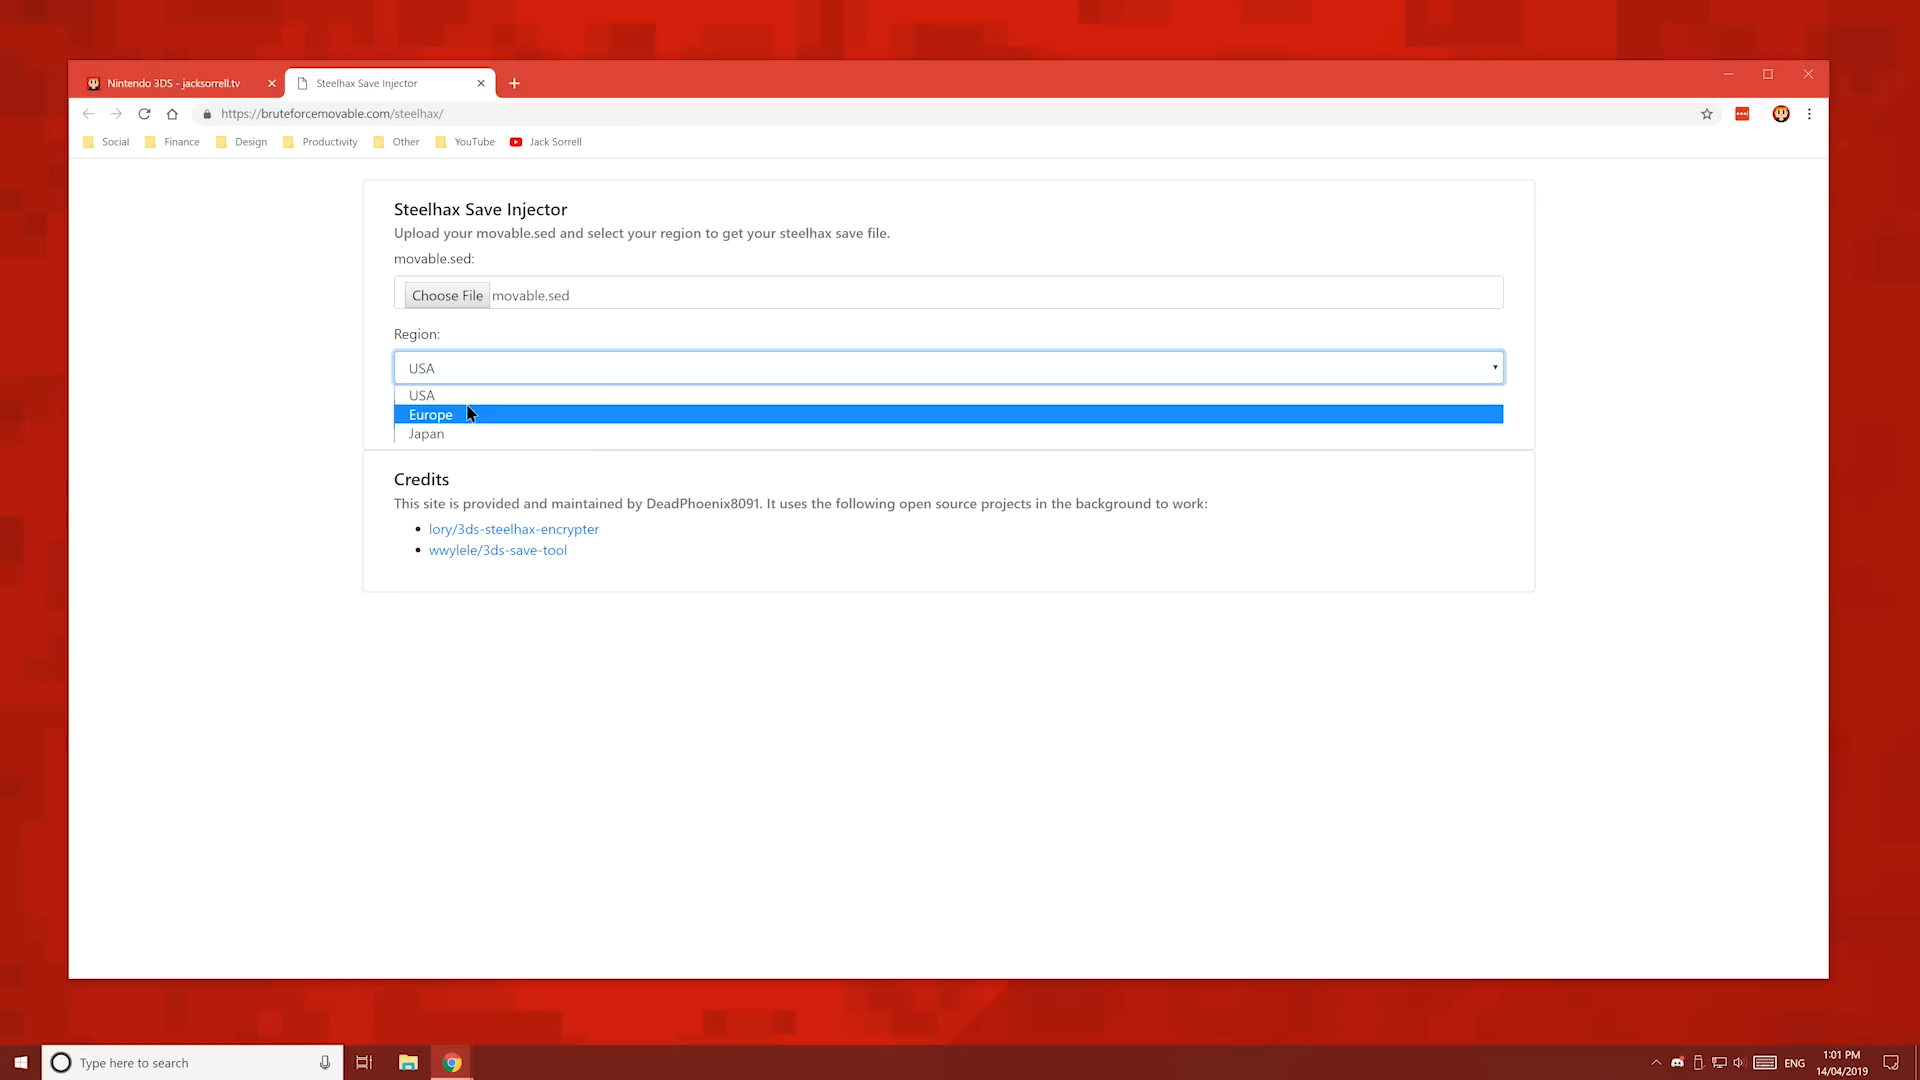 Nintendo 3DS - jacksorrell.tv
Steelhax Save Injector
https://bruteforcemovable.com/steelhax/
Social
Finance
Design
Productivity
Other
YouTube
Jack Sorrell
Steelhax Save Injector
Upload your movable.sed and select your region to get your steelhax save file.
movable.sed:
Choose File movable.sed
Region:
USA
USA
Europe
Japan
Credits
This site is provided and maintained by DeadPhoenix8091. It uses the following open source projects in the background to work:
lory/3ds-steelhax-encrypter
wwylele/3ds-save-tool
Type here to search
ENG
1:01 PM
14/04/2019